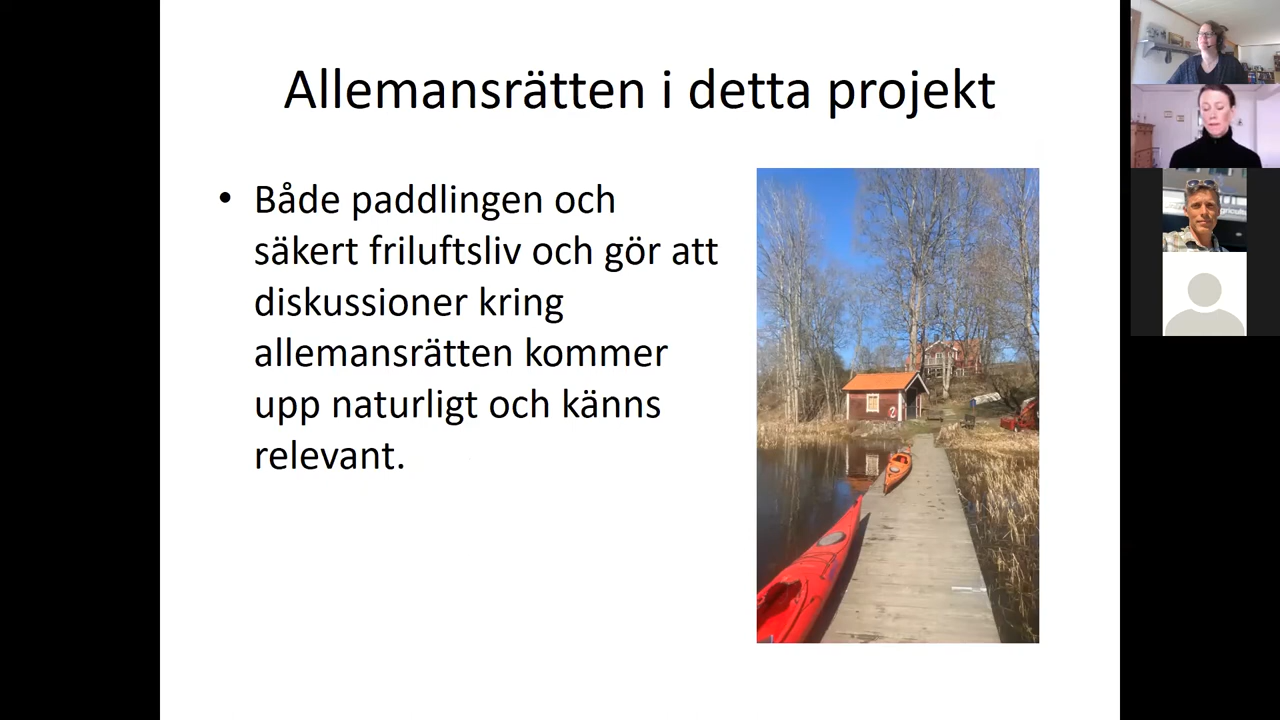 Allemansrätten i detta projekt
• Både paddlingen och
säkert friluftsliv och gör att
diskussioner kring
allemansrätten kommer
upp naturligt och känns
relevant.